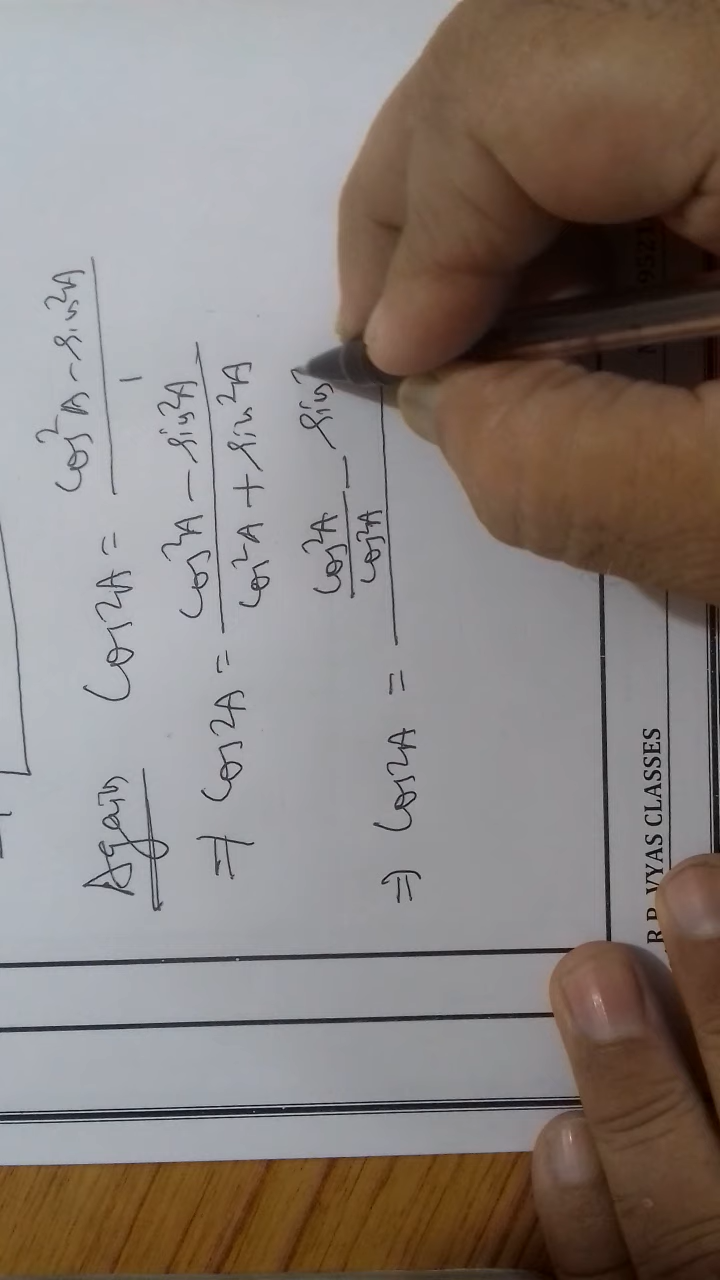 Again cos2A = cos²A - sin²A / 1
=) cos2A = cos²A - sin²A / cos²A + sin²A
=) cos2A = cos²A / cos²A - sin²
VYAS CLASSES